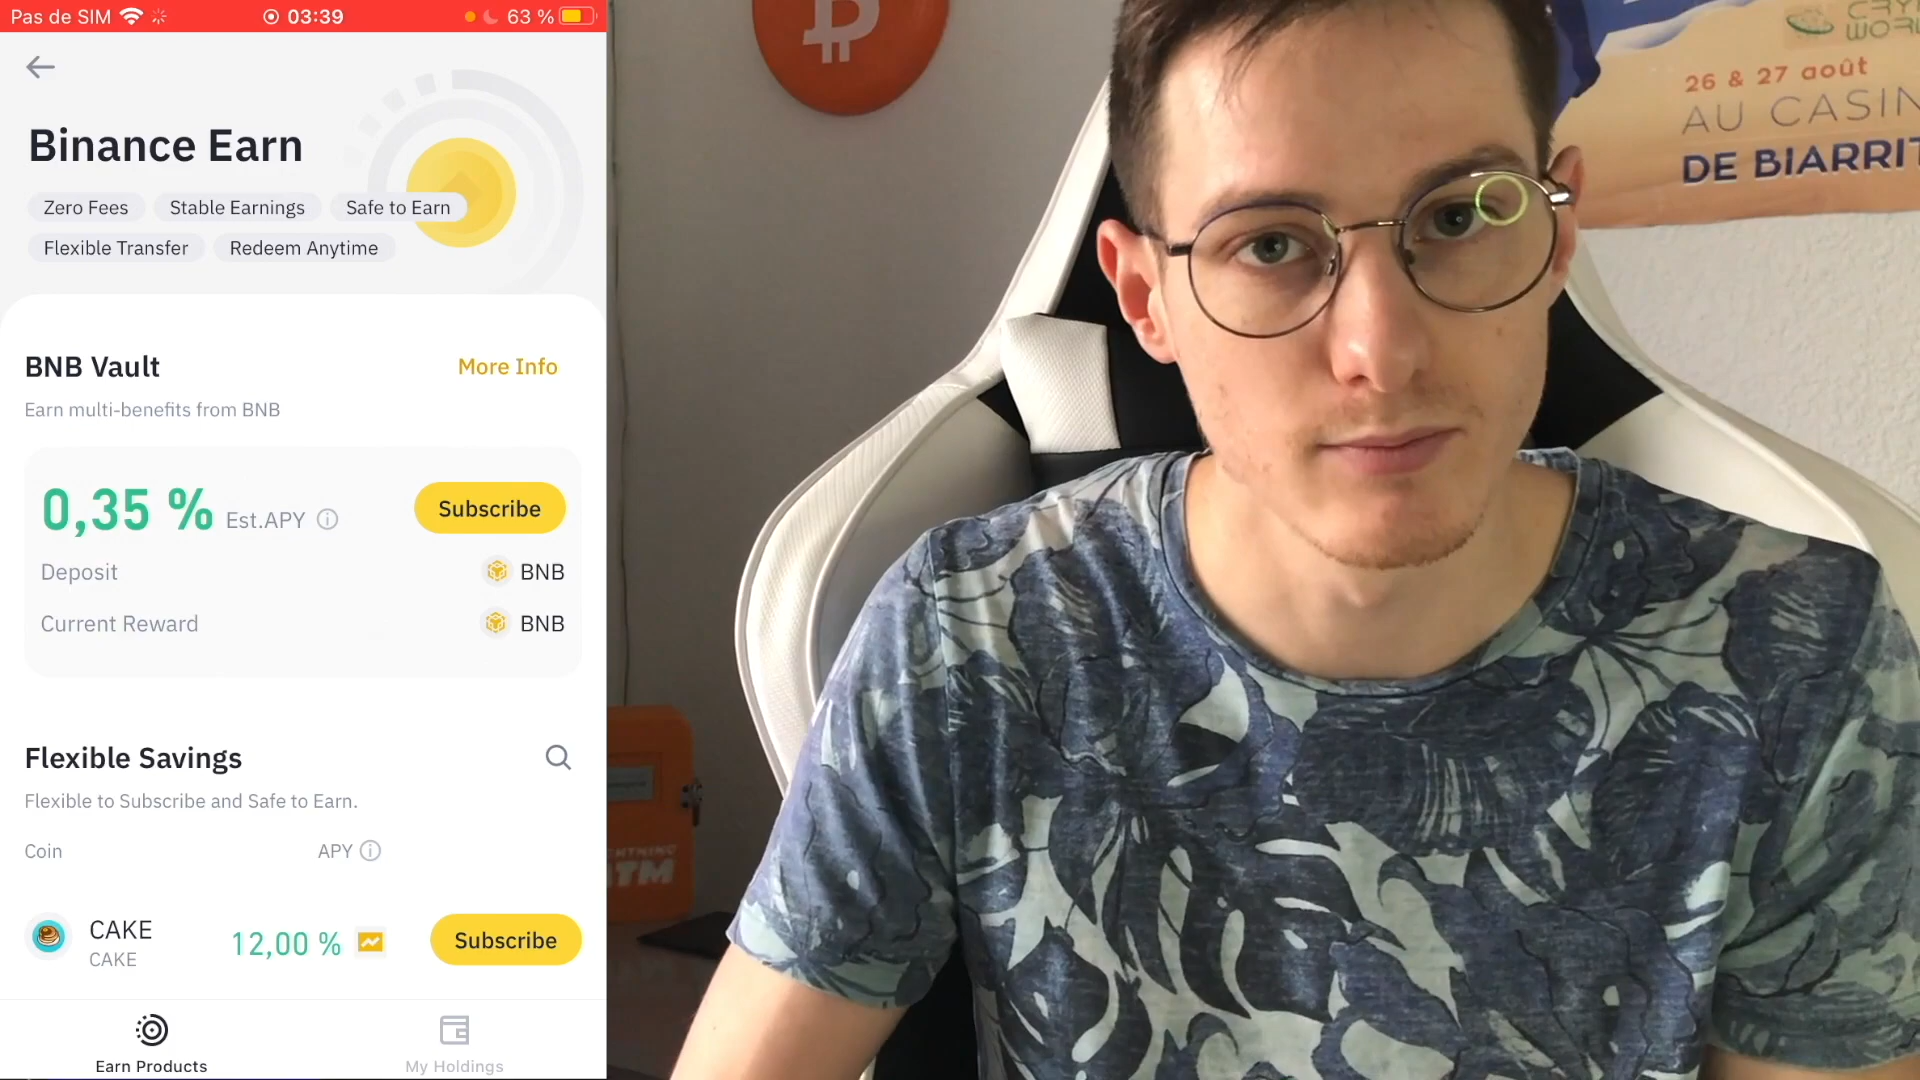 Pas de SIM 03:39 63 %
Binance Earn
Zero Fees Stable Earnings Safe to Earn
Flexible Transfer Redeem Anytime
BNB Vault More Info
Earn multi-benefits from BNB
0,35 % Est.APY Subscribe
Deposit BNB
Current Reward BNB
Flexible Savings
Flexible to Subscribe and Safe to Earn.
Coin APY
CAKE 12,00 % Subscribe
CAKE
Earn Products My Holdings
26 & 27 août
AU
DE
ATM